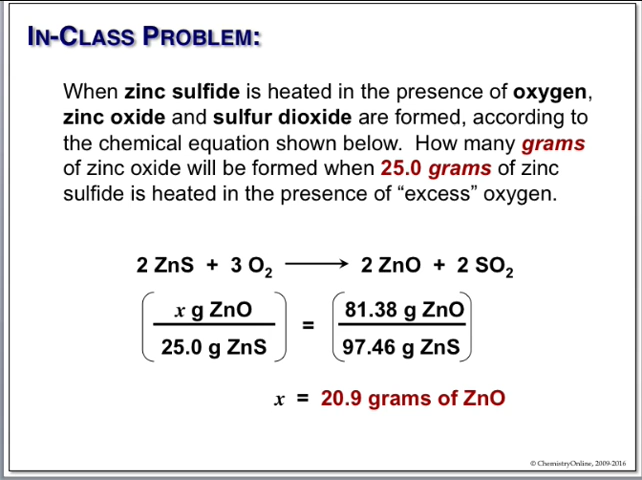 IN-CLASS PROBLEM:
When zinc sulfide is heated in the presence of oxygen,
zinc oxide and sulfur dioxide are formed, according to
the chemical equation shown below. How many grams
of zinc oxide will be formed when 25.0 grams of zinc
sulfide is heated in the presence of “excess” oxygen.
2 ZnS + 3 O₂ ⟶ 2 ZnO + 2 SO₂
x g ZnO
25.0 g ZnS
=
81.38 g ZnO
97.46 g ZnS
x = 20.9 grams of ZnO
© ChemistryOnline, 2009-2016